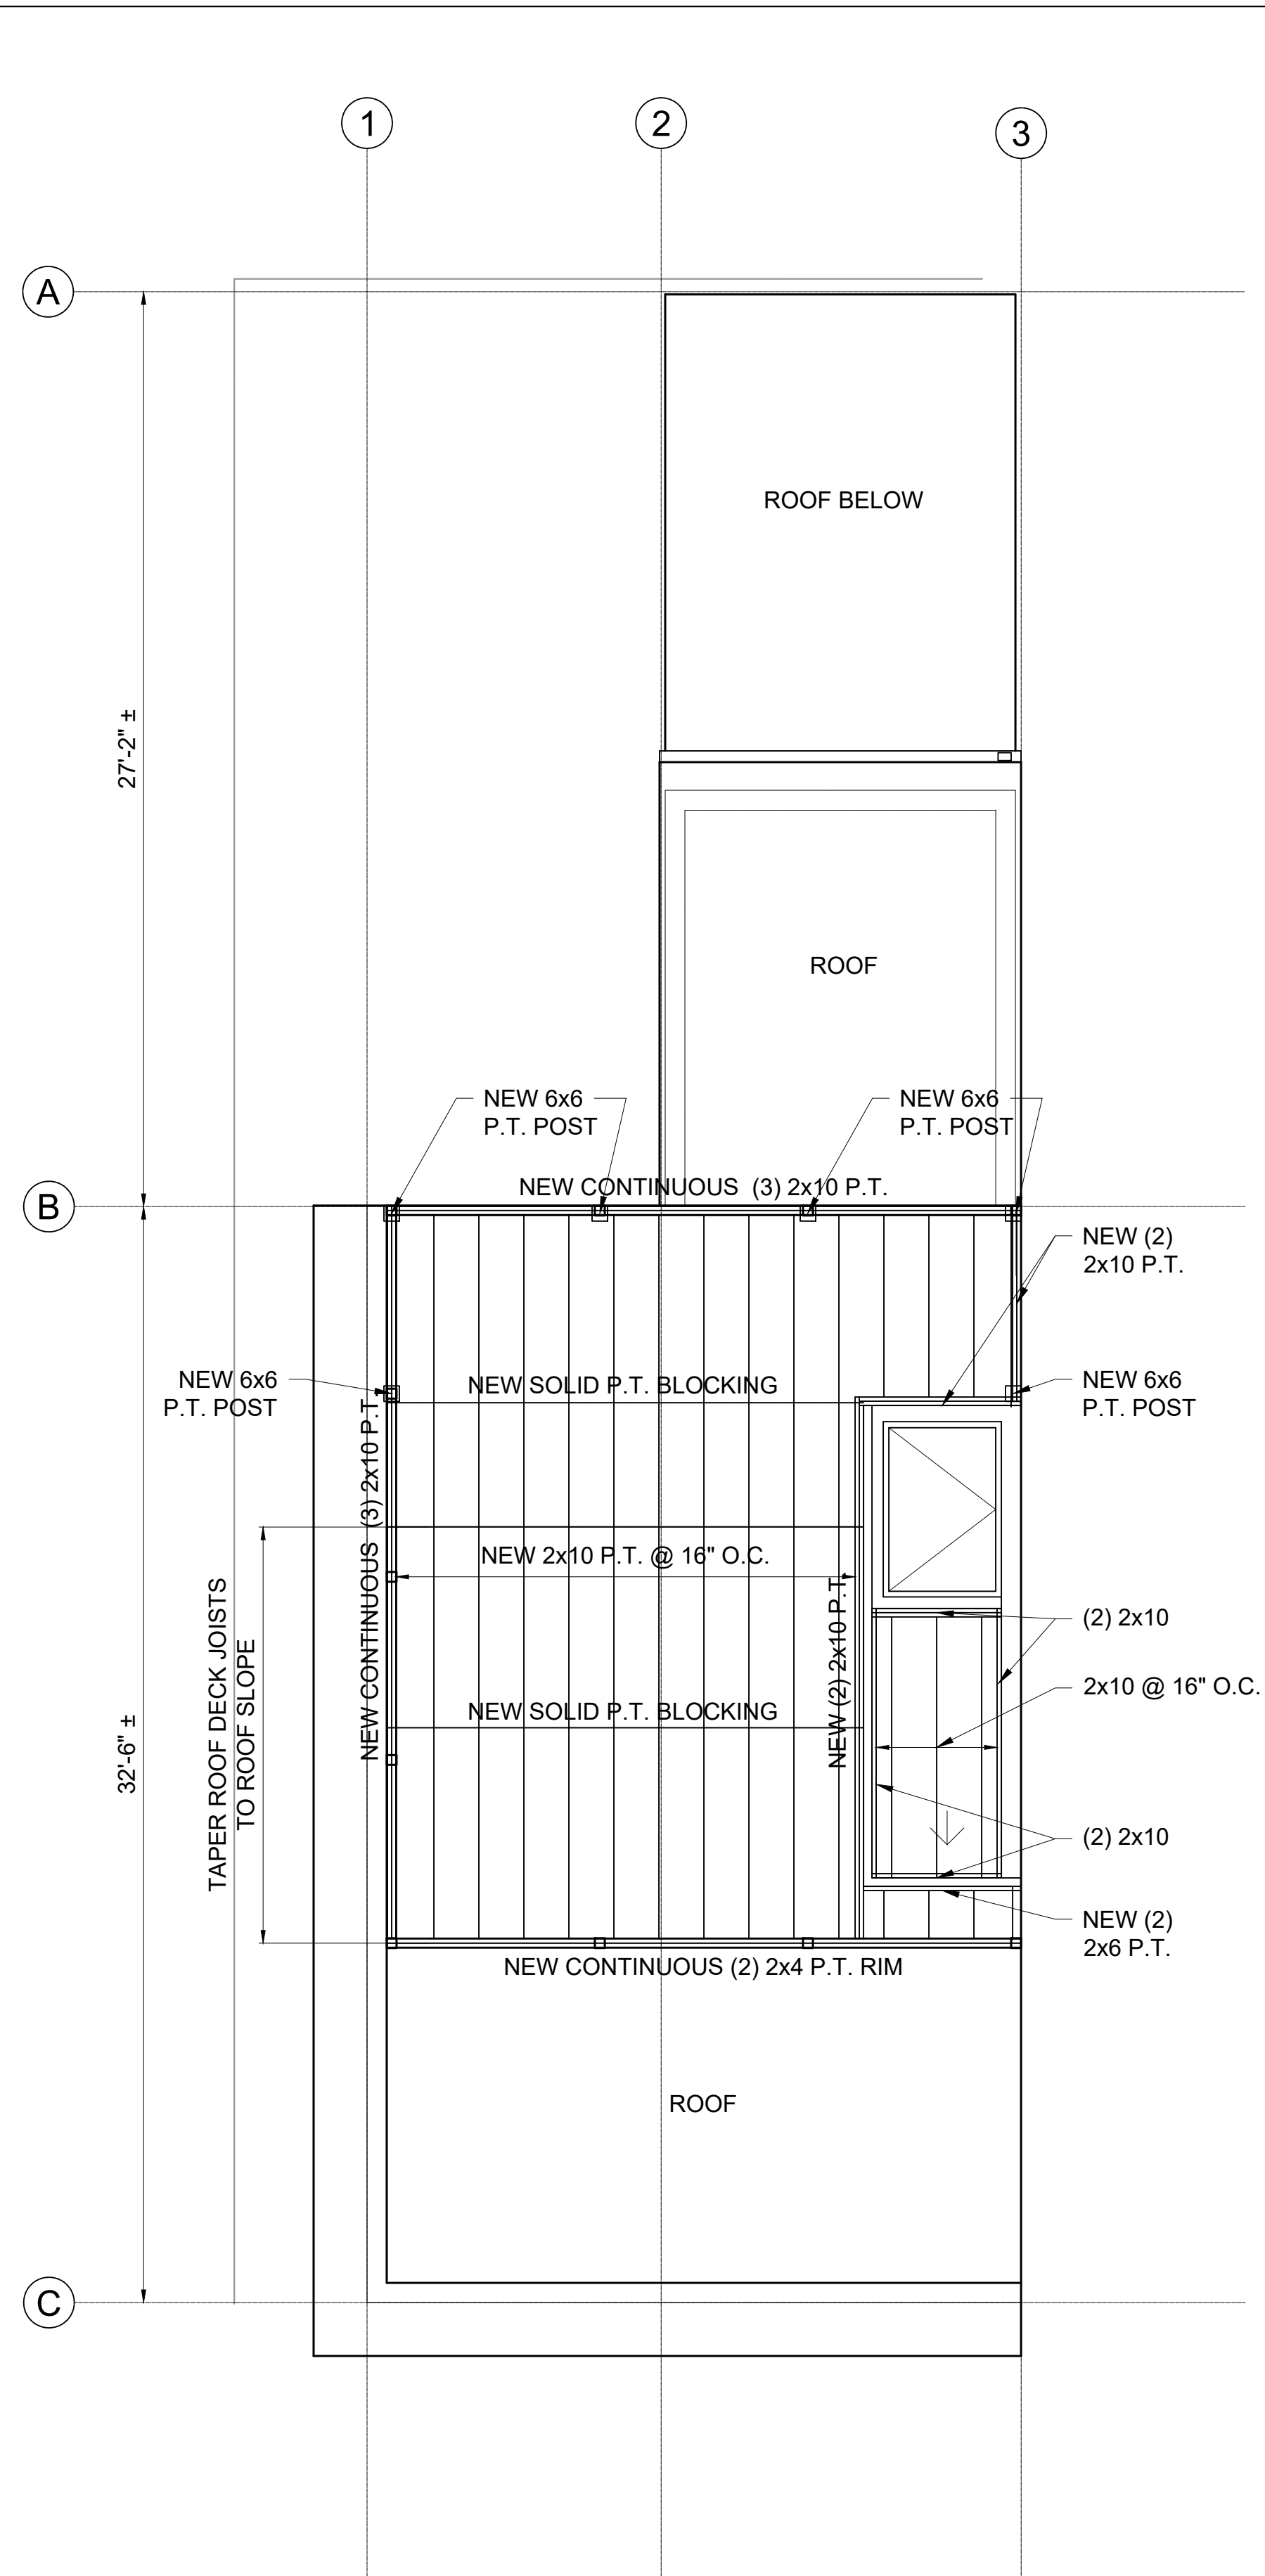 1
2
3
A
27'-2" ±
ROOF BELOW
ROOF
NEW 6x6
P.T. POST
NEW 6x6
P.T. POST
NEW CONTINUOUS (3) 2x10 P.T.
B
NEW (2)
2x10 P.T.
NEW 6x6
P.T. POST
NEW SOLID P.T. BLOCKING
NEW 6x6
P.T. POST
NEW CONTINUOUS (3) 2x10 P.T.
NEW 2x10 P.T. @ 16" O.C.
NEW (2) 2x10 P.T.
TAPER ROOF DECK JOISTS
TO ROOF SLOPE
32'-6" ±
(2) 2x10
2x10 @ 16" O.C.
NEW SOLID P.T. BLOCKING
(2) 2x10
NEW (2)
2x6 P.T.
NEW CONTINUOUS (2) 2x4 P.T. RIM
ROOF
C